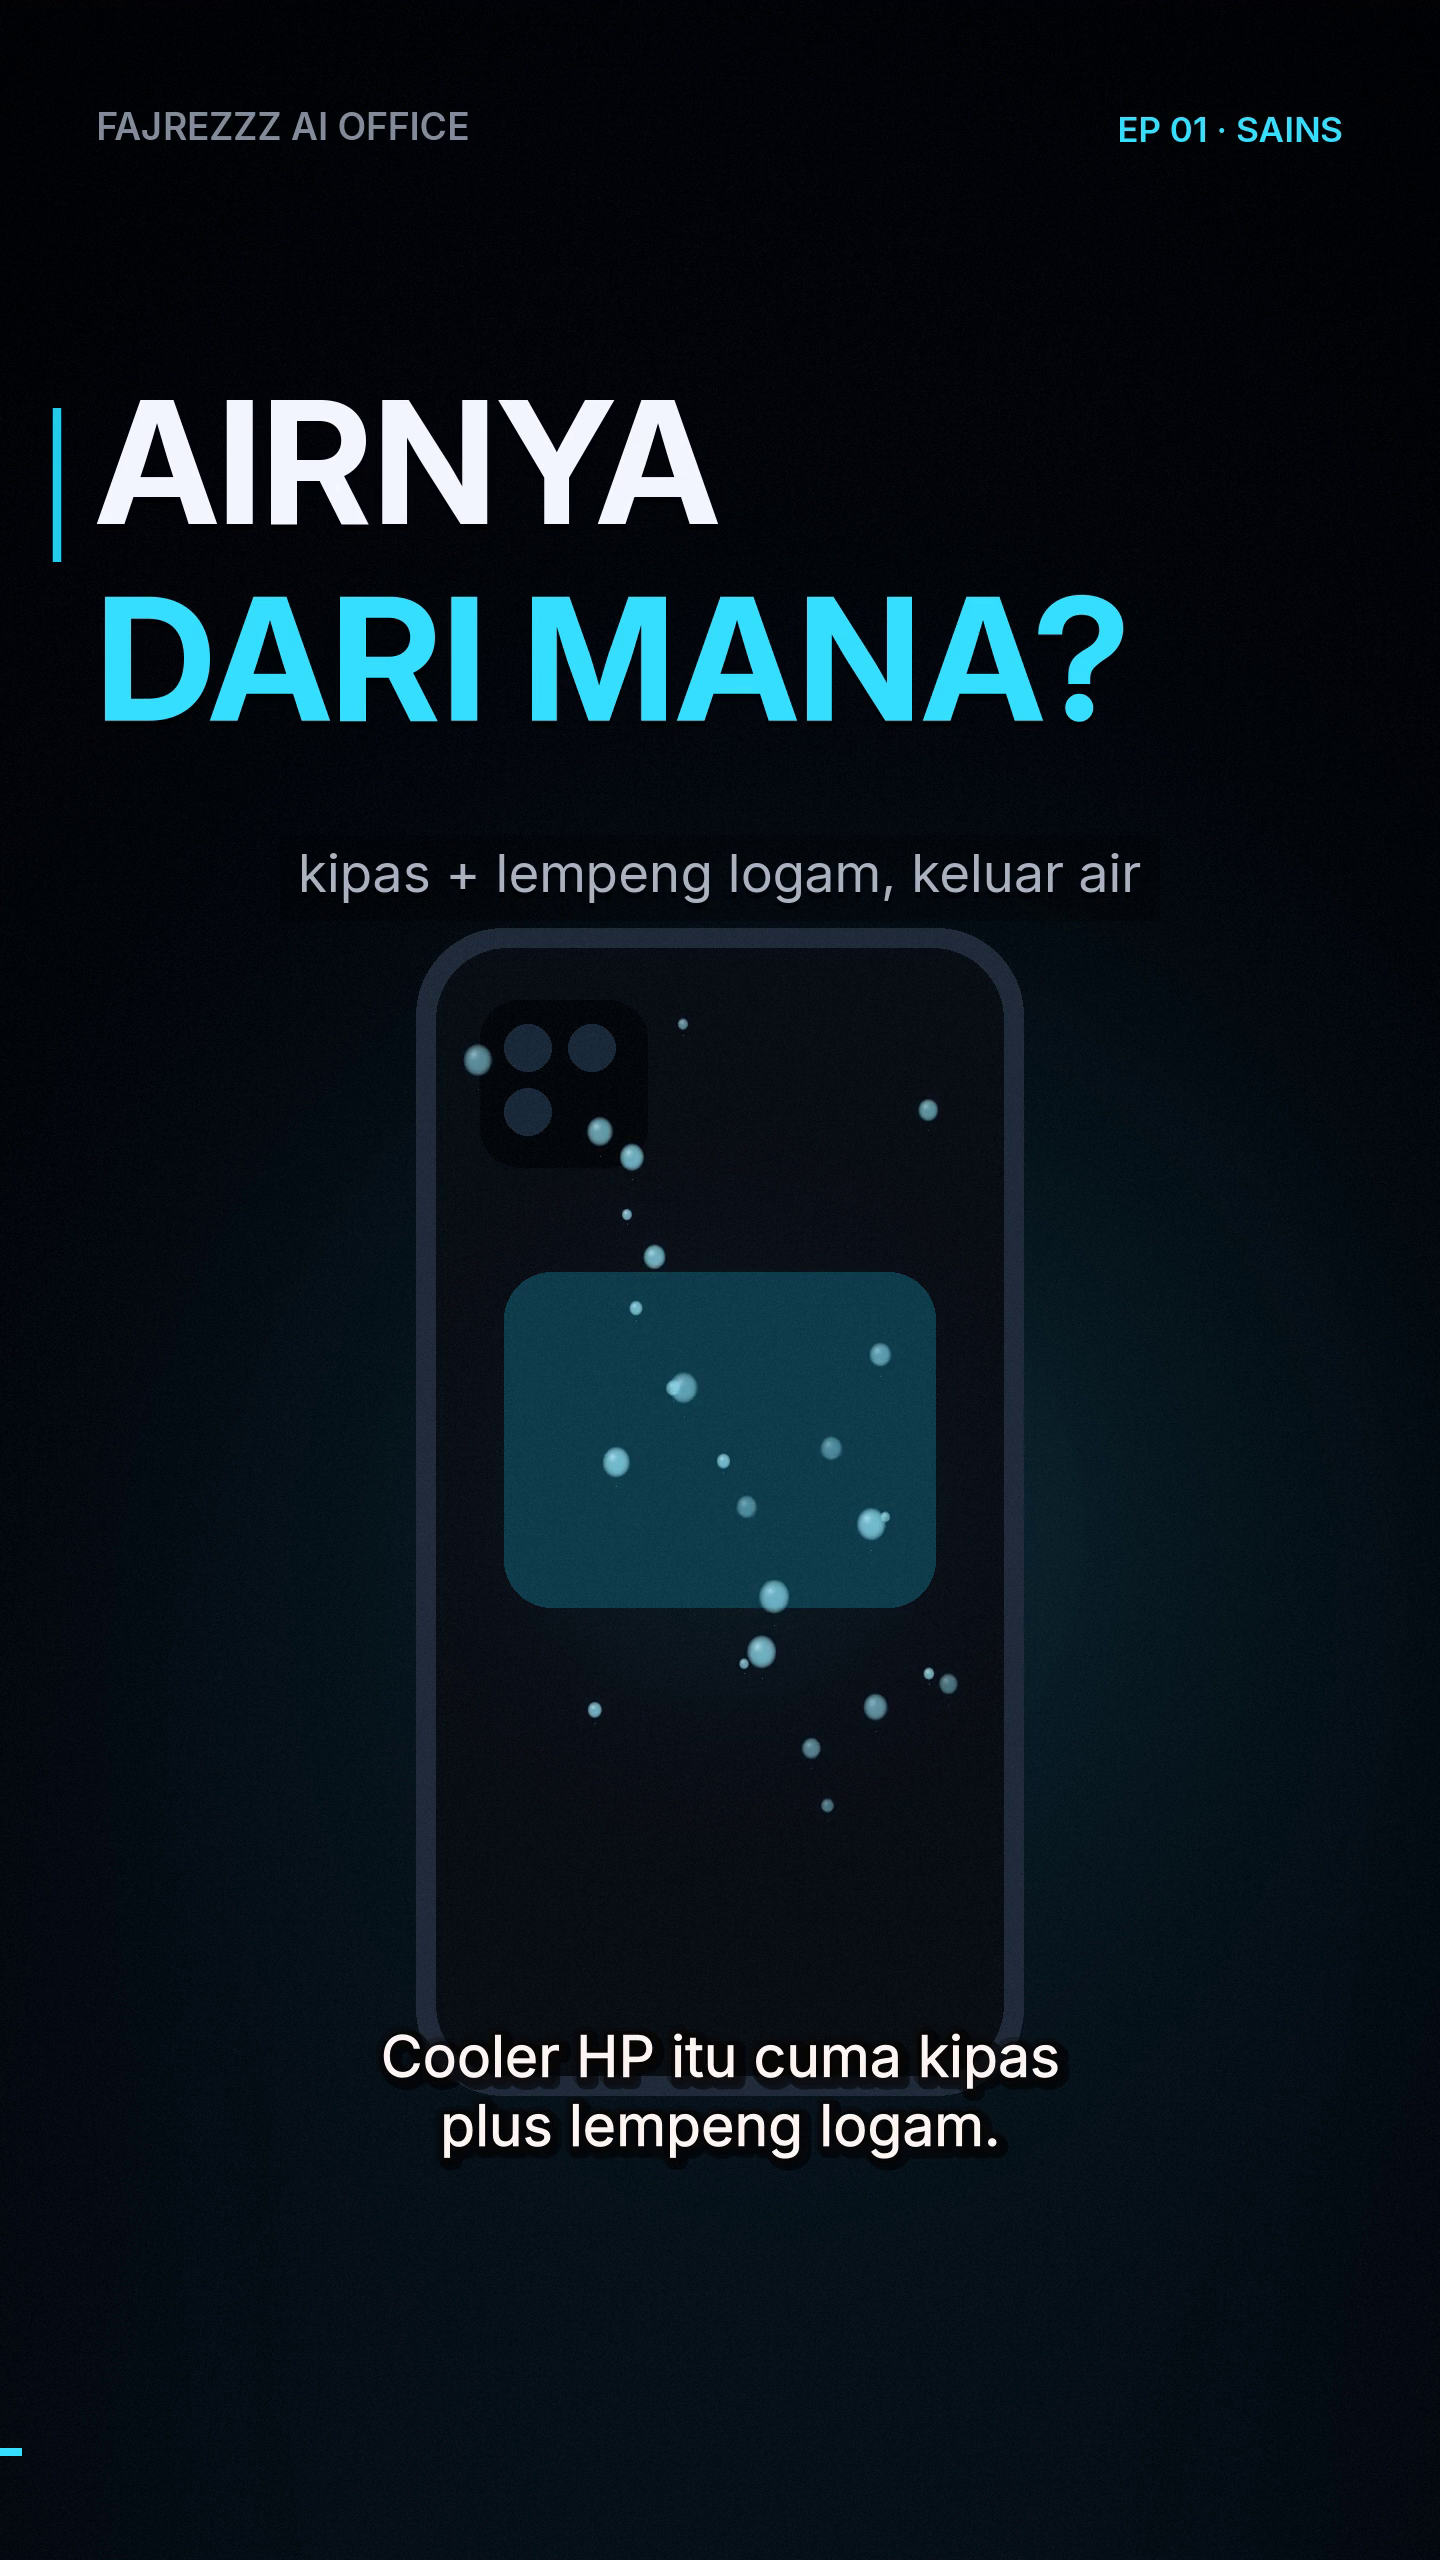 FAJREZZZ AI OFFICE
EP 01 · SAINS
AIRNYA
DARI MANA?
kipas + lempeng logam, keluar air
Cooler HP itu cuma kipas
plus lempeng logam.